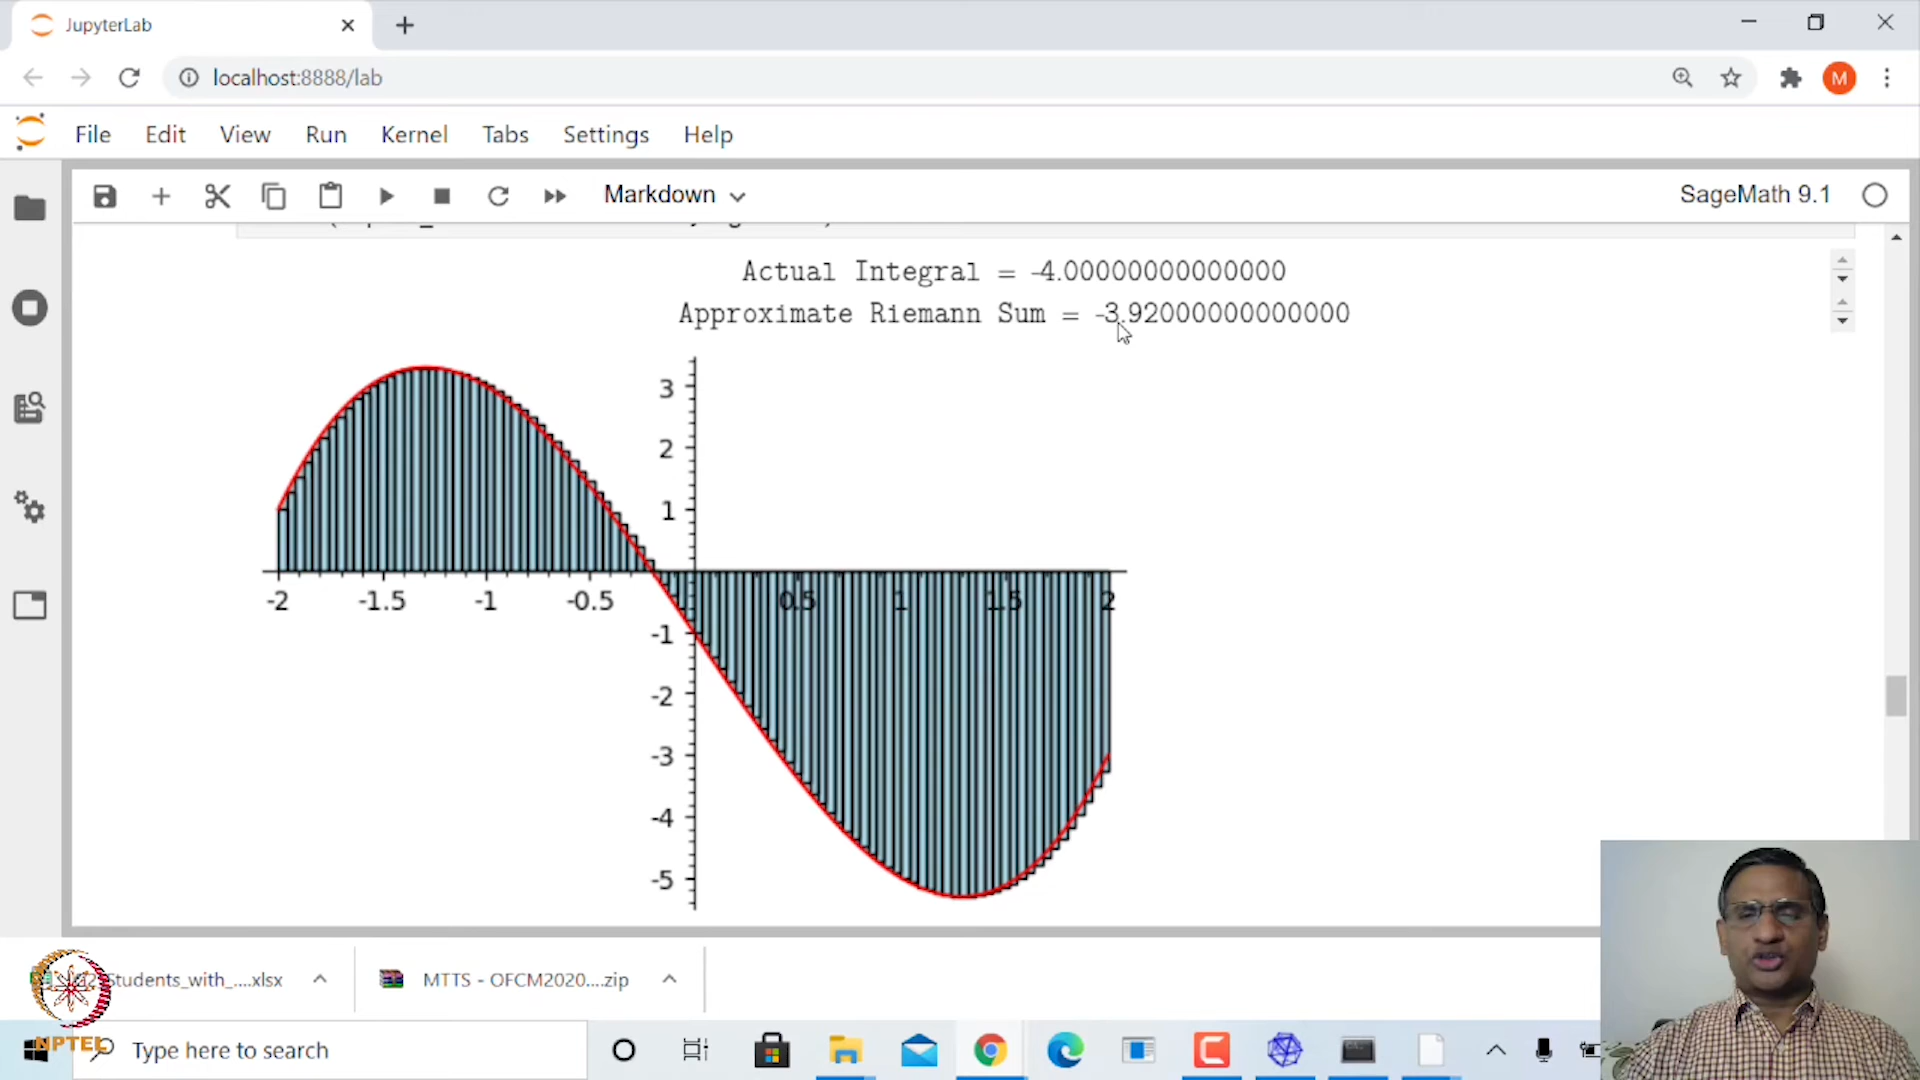 JupyterLab
localhost:8888/lab
M
File Edit View Run Kernel Tabs Settings Help
Markdown
SageMath 9.1
Actual Integral = -4.00000000000000
Approximate Riemann Sum = -3.92000000000000
3
2
1
-2 -1.5 -1 -0.5 0.5 1 1.5 2
-1
-2
-3
-4
-5
Students_with_....xlsx
MTTS - OFCM2020....zip
NPTEL
Type here to search